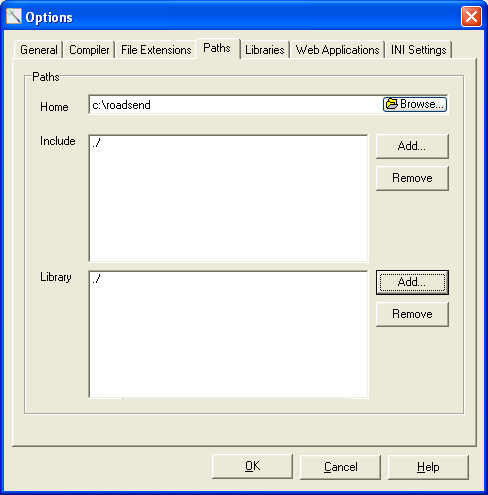 Options
General Compiler File Extensions Paths Libraries Web Applications INI Settings
Paths
Home c:\roadsend Browse...
Include ./ Add...
Remove
Library ./ Add...
Remove
OK Cancel Help